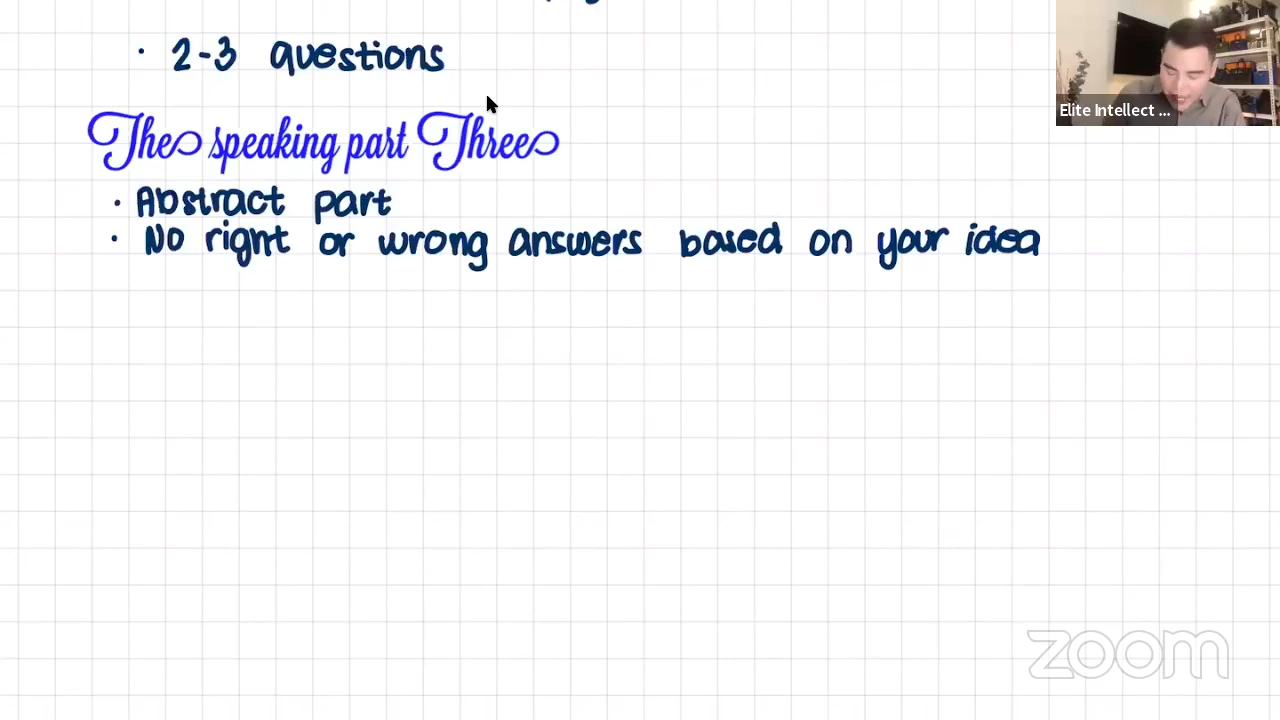 · 2-3 questions
Elite Intellect ...
The speaking part Three
· Abstract part
· No right or wrong answers based on your idea
zoom